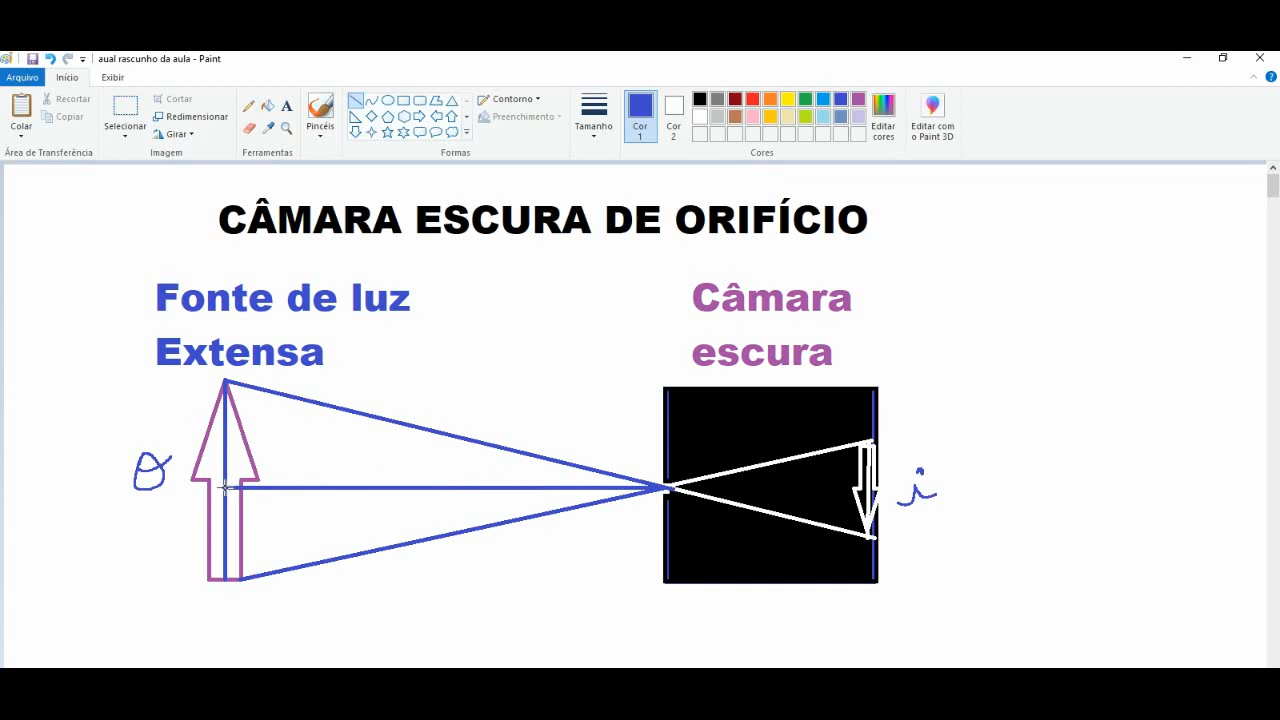 aual rascunho da aula - Paint
Arquivo Início Exibir
Colar
Recortar
Copiar
Área de Transferência
Selecionar
Cortar
Redimensionar
Girar
Imagem
A
Ferramentas
Pincéis
Contorno
Preenchimento
Formas
Tamanho
Cor 1
Cor 2
Editar cores
Cores
Editar com o Paint 3D
CÂMARA ESCURA DE ORIFÍCIO
Fonte de luz
Extensa
Câmara
escura
O
i